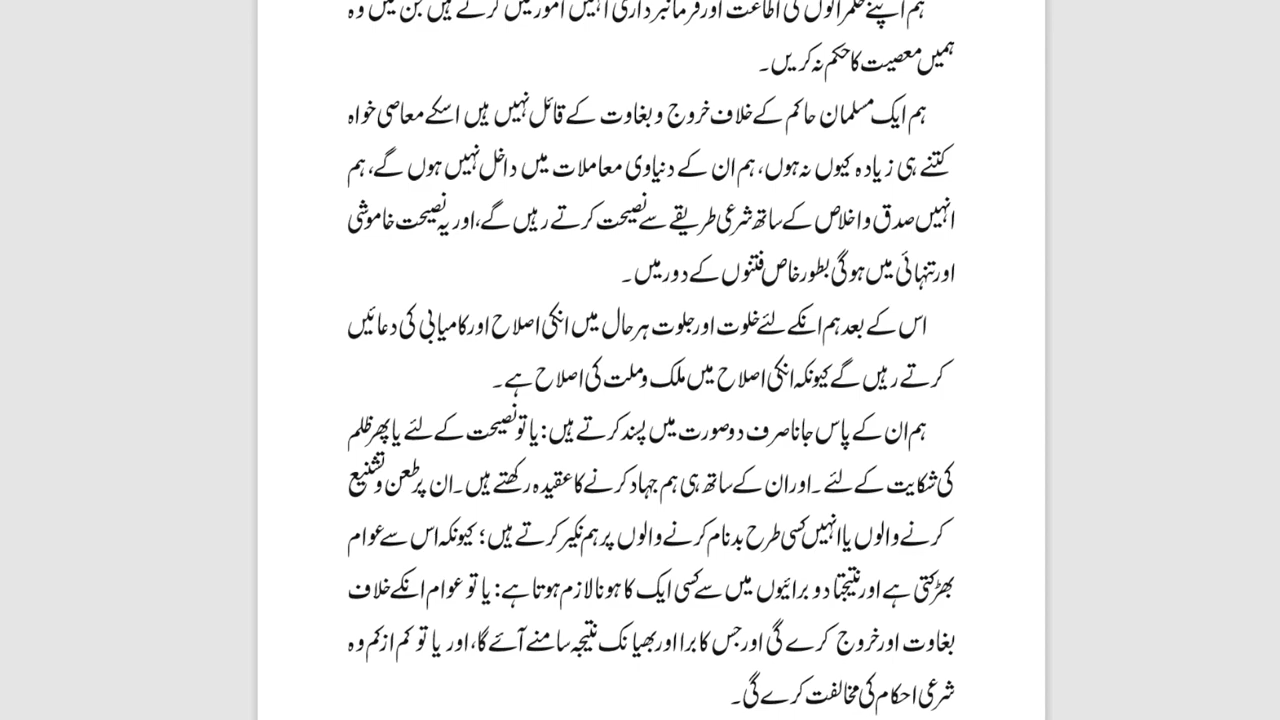 ہم اپنے حکمرانوں کی اطاعت اور فرمانبرداری انہیں امور میں کرتے ہیں جن میں وہ
ہمیں معصیت کا حکم نہ کریں۔
ہم ایک مسلمان حاکم کے خلاف خروج و بغاوت کے قائل نہیں ہیں اسکے معاصی خواہ
کتنے ہی زیادہ کیوں نہ ہوں، ہم ان کے دنیاوی معاملات میں داخل نہیں ہوں گے، ہم
انہیں صدق و اخلاص کے ساتھ شرعی طریقے سے نصیحت کرتے رہیں گے، اور یہ نصیحت خاموشی
اور تنہائی میں ہوگی بطور خاص فتنوں کے دور میں۔
اس کے بعد ہم انکے لئے خلوت اور جلوت ہر حال میں انکی اصلاح اور کامیابی کی دعائیں
کرتے رہیں گے کیونکہ انکی اصلاح میں ملک و ملت کی اصلاح ہے۔
ہم ان کے پاس جانا صرف دو صورت میں پسند کرتے ہیں: یا تو نصیحت کے لئے یا پھر ظلم
کی شکایت کے لئے۔ اور ان کے ساتھ ہی ہم جہاد کرنے کا عقیدہ رکھتے ہیں۔ ان پر طعن و تشنیع
کرنے والوں یا انہیں کسی طرح بدنام کرنے والوں پر ہم نکیر کرتے ہیں؛ کیونکہ اس سے عوام
بھڑکتی ہے اور نتیجتا دو برائیوں میں سے کسی ایک کا ہونا لازم ہوتا ہے: یا تو عوام انکے خلاف
بغاوت اور خروج کرے گی اور جس کا برا اور بھیانک نتیجہ سامنے آئے گا، اور یا تو کم از کم وہ
شرعی احکام کی مخالفت کرے گی۔